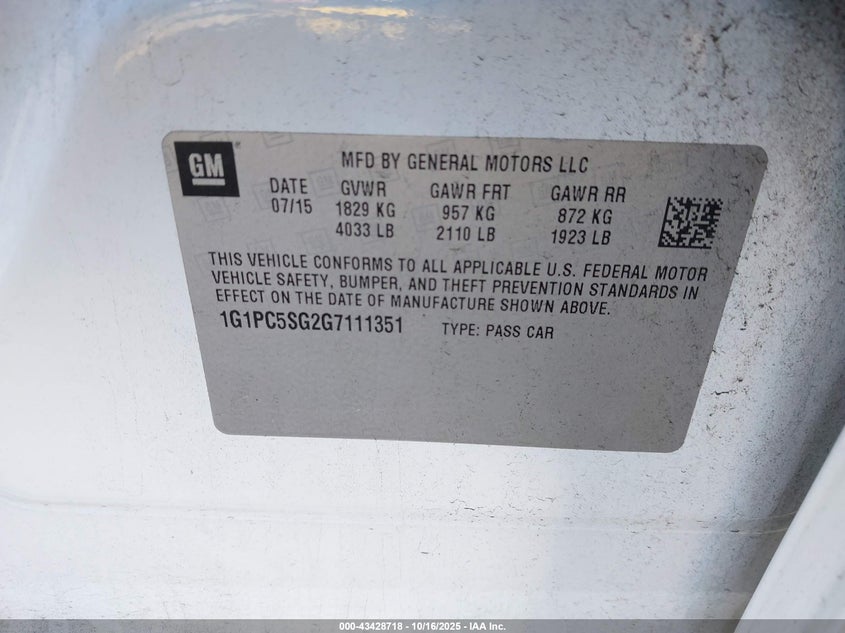 GM
MFD BY GENERAL MOTORS LLC
DATE GVWR GAWR FRT GAWR RR
07/15 1829 KG 957 KG 872 KG
4033 LB 2110 LB 1923 LB
THIS VEHICLE CONFORMS TO ALL APPLICABLE U.S. FEDERAL MOTOR
VEHICLE SAFETY, BUMPER, AND THEFT PREVENTION STANDARDS IN
EFFECT ON THE DATE OF MANUFACTURE SHOWN ABOVE.
1G1PC5SG2G7111351 TYPE: PASS CAR
000-43428718 - 10/16/2025 - IAA Inc.